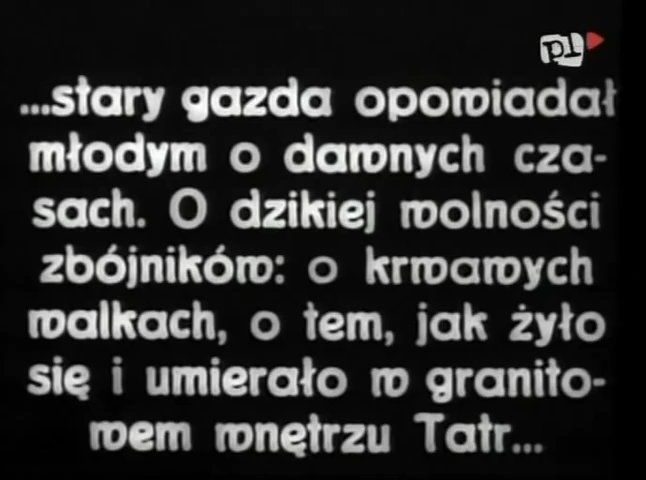 pl
...stary gazda opowiadał
młodym o dawnych cza-
sach. O dzikiej wolności
zbójników: o krwawych
walkach, o tem, jak żyło
się i umierało w granito-
wem wnętrzu Tatr...